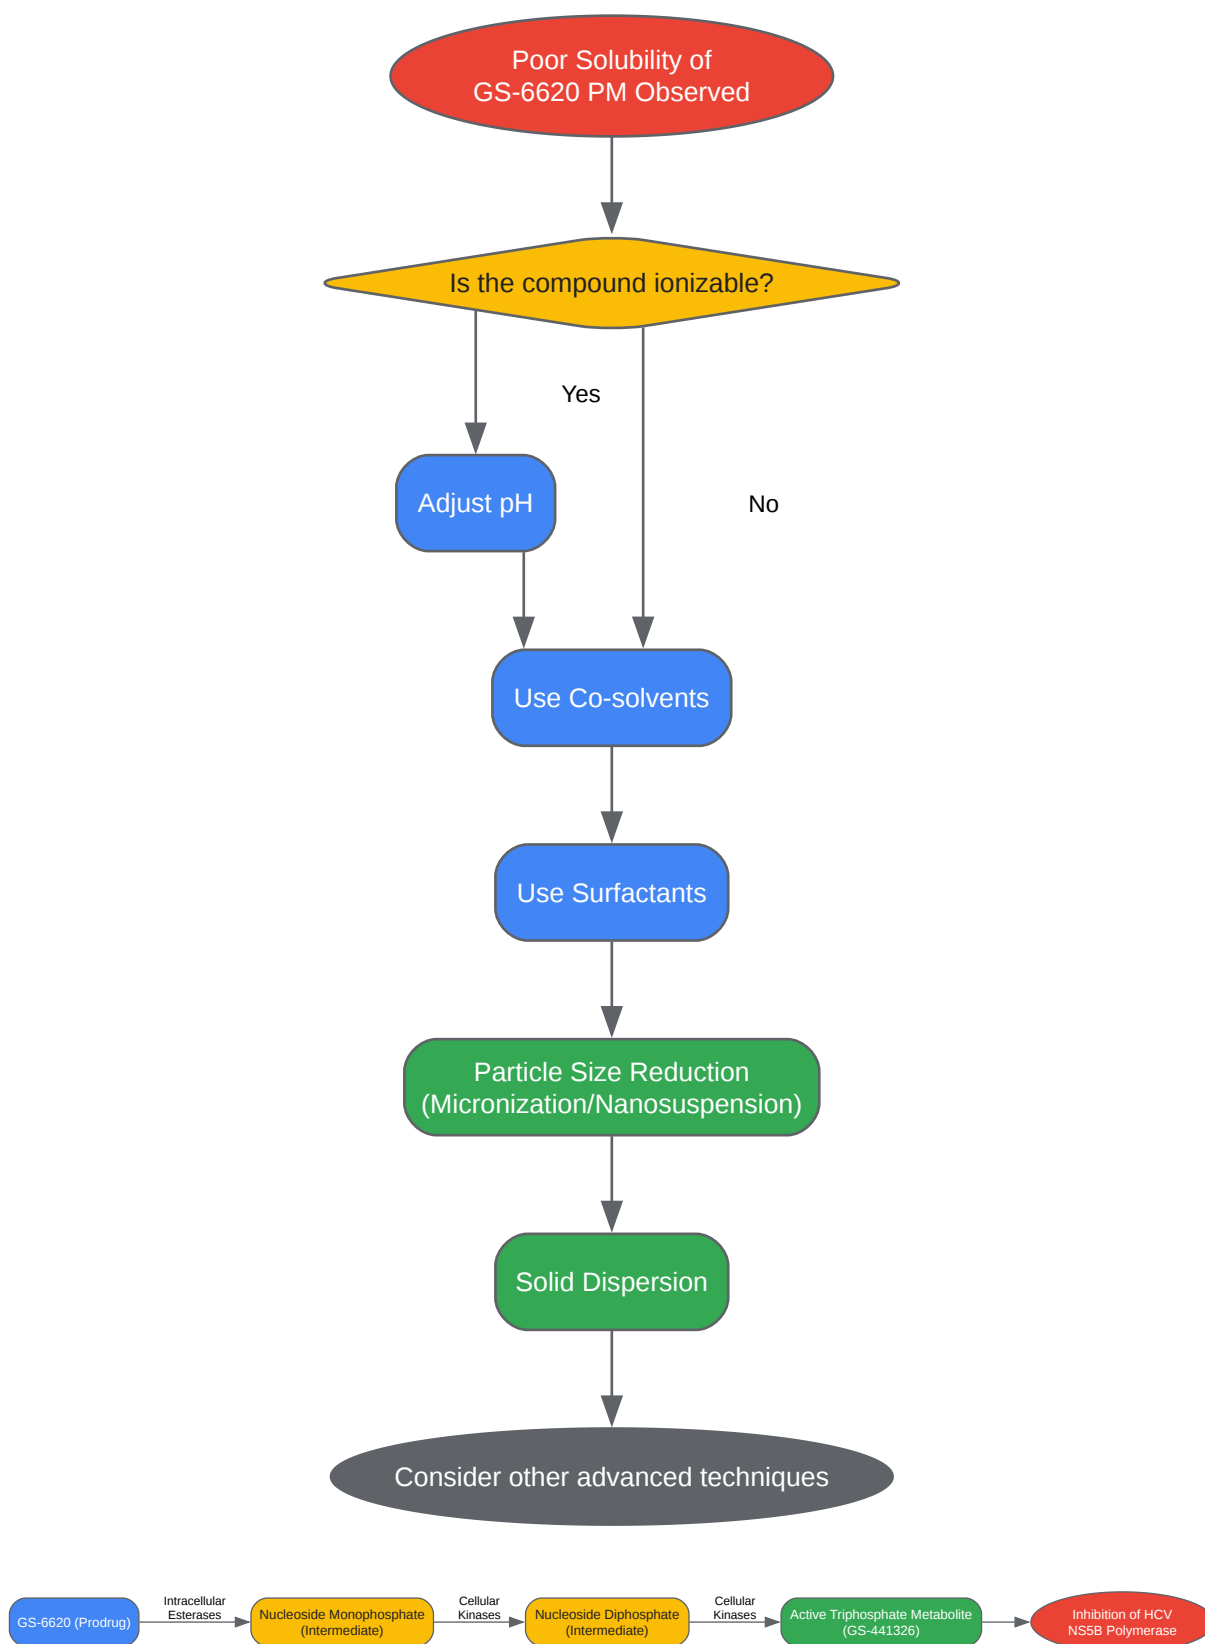 Poor Solubility of
GS-6620 PM Observed
Is the compound ionizable?
Yes
Adjust pH
No
Use Co-solvents
Use Surfactants
Particle Size Reduction
(Micronization/Nanosuspension)
Solid Dispersion
Consider other advanced techniques
GS-6620 (Prodrug)
Intracellular
Esterases
Nucleoside Monophosphate
(Intermediate)
Cellular
Kinases
Nucleoside Diphosphate
(Intermediate)
Cellular
Kinases
Active Triphosphate Metabolite
(GS-441326)
Inhibition of HCV
NS5B Polymerase